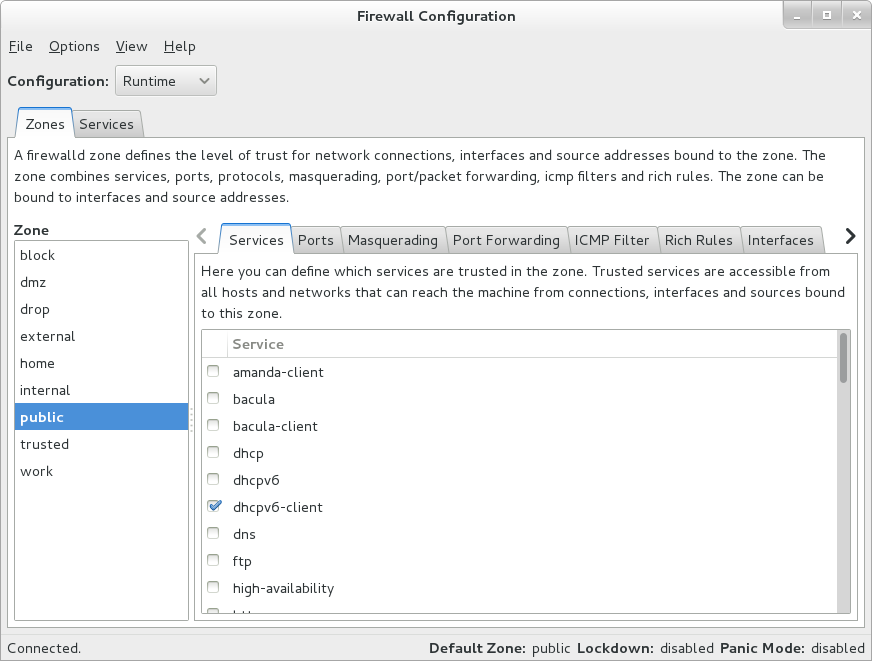 Firewall Configuration
File Options View Help
Configuration: Runtime
Zones Services
A firewalld zone defines the level of trust for network connections, interfaces and source addresses bound to the zone. The
zone combines services, ports, protocols, masquerading, port/packet forwarding, icmp filters and rich rules. The zone can be
bound to interfaces and source addresses.
Zone
block
dmz
drop
external
home
internal
public
trusted
work
Services Ports Masquerading Port Forwarding ICMP Filter Rich Rules Interfaces
Here you can define which services are trusted in the zone. Trusted services are accessible from
all hosts and networks that can reach the machine from connections, interfaces and sources bound
to this zone.
Service
amanda-client
bacula
bacula-client
dhcp
dhcpv6
dhcpv6-client
dns
ftp
high-availability
Connected.
Default Zone: public Lockdown: disabled Panic Mode: disabled